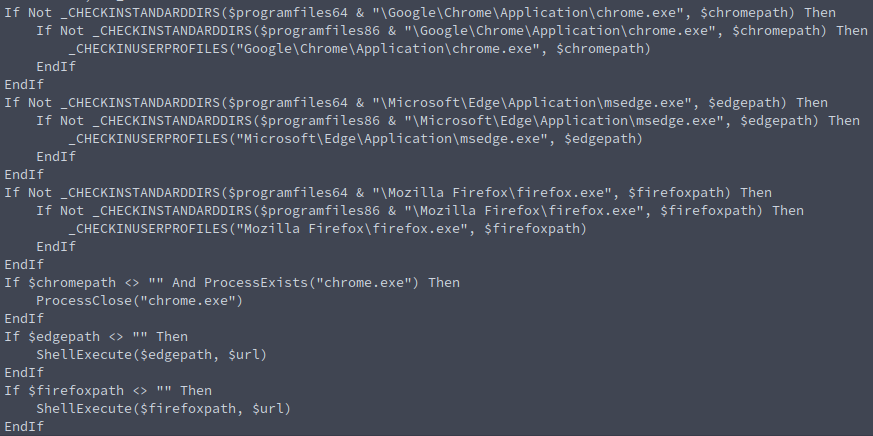 If Not _CHECKINSTANDARDDIRS($programfiles64 & "\Google\Chrome\Application\chrome.exe", $chromepath) Then
    If Not _CHECKINSTANDARDDIRS($programfiles86 & "\Google\Chrome\Application\chrome.exe", $chromepath) Then
        _CHECKINUSERPROFILES("Google\Chrome\Application\chrome.exe", $chromepath)
    EndIf
EndIf
If Not _CHECKINSTANDARDDIRS($programfiles64 & "\Microsoft\Edge\Application\msedge.exe", $edgepath) Then
    If Not _CHECKINSTANDARDDIRS($programfiles86 & "\Microsoft\Edge\Application\msedge.exe", $edgepath) Then
        _CHECKINUSERPROFILES("Microsoft\Edge\Application\msedge.exe", $edgepath)
    EndIf
EndIf
If Not _CHECKINSTANDARDDIRS($programfiles64 & "\Mozilla Firefox\firefox.exe", $firefoxpath) Then
    If Not _CHECKINSTANDARDDIRS($programfiles86 & "\Mozilla Firefox\firefox.exe", $firefoxpath) Then
        _CHECKINUSERPROFILES("Mozilla Firefox\firefox.exe", $firefoxpath)
    EndIf
EndIf
If $chromepath <> "" And ProcessExists("chrome.exe") Then
    ProcessClose("chrome.exe")
EndIf
If $edgepath <> "" Then
    ShellExecute($edgepath, $url)
EndIf
If $firefoxpath <> "" Then
    ShellExecute($firefoxpath, $url)
EndIf